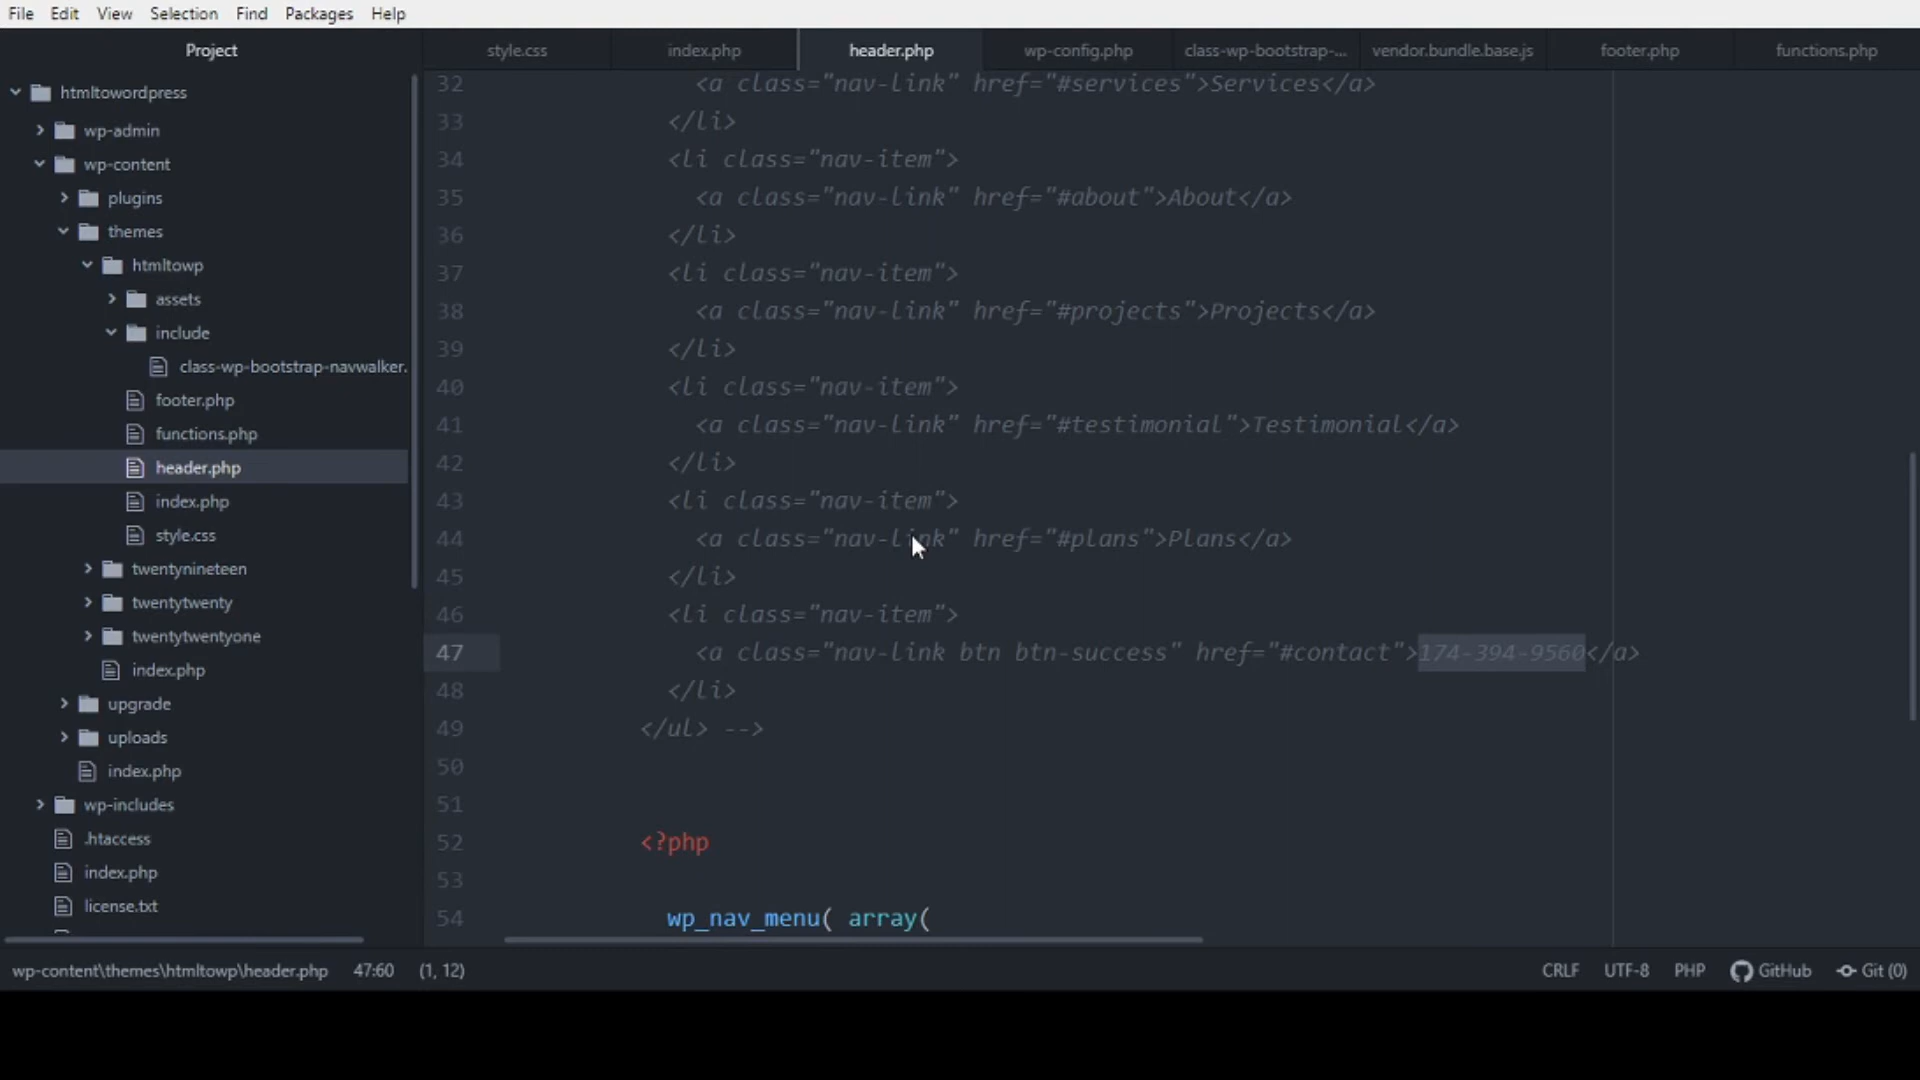 File Edit View Selection Find Packages Help
Project
htmltowordpress
wp-admin
wp-content
plugins
themes
htmltowp
assets
include
class-wp-bootstrap-navwalker.
footer.php
functions.php
header.php
index.php
style.css
twentynineteen
twentytwenty
twentytwentyone
index.php
upgrade
uploads
index.php
wp-includes
.htaccess
index.php
license.txt
style.css index.php header.php wp-config.php class-wp-bootstrap-... vendor.bundle.base.js footer.php functions.php
32 <a class="nav-link" href="#services">Services</a>
33 </li>
34 <li class="nav-item">
35 <a class="nav-link" href="#about">About</a>
36 </li>
37 <li class="nav-item">
38 <a class="nav-link" href="#projects">Projects</a>
39 </li>
40 <li class="nav-item">
41 <a class="nav-link" href="#testimonial">Testimonial</a>
42 </li>
43 <li class="nav-item">
44 <a class="nav-link" href="#plans">Plans</a>
45 </li>
46 <li class="nav-item">
47 <a class="nav-link btn btn-success" href="#contact">174-394-9560</a>
48 </li>
49 </ul> -->
50
51
52 <?php
53
54 wp_nav_menu( array(
wp-content\themes\htmltowp\header.php 47:60 (1, 12) CRLF UTF-8 PHP GitHub Git (0)